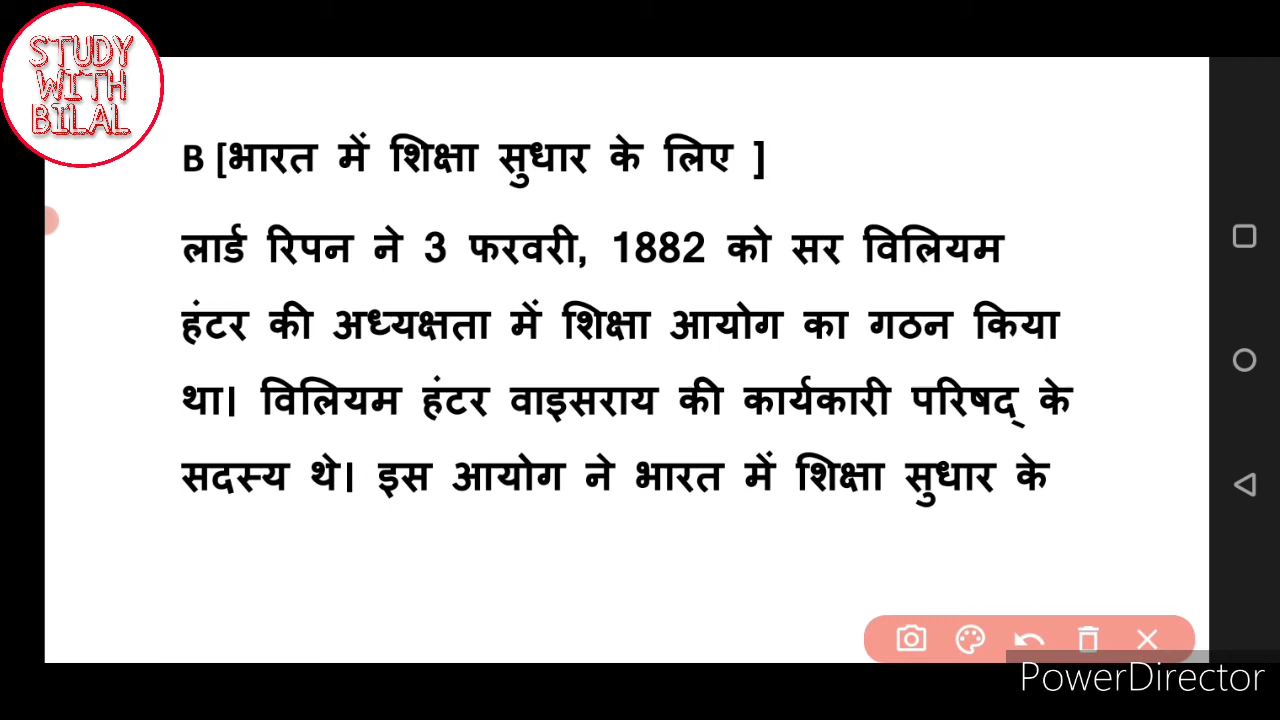 STUDY
WITH
BILAL
B [भारत में शिक्षा सुधार के लिए ]
लार्ड रिपन ने 3 फरवरी, 1882 को सर विलियम
हंटर की अध्यक्षता में शिक्षा आयोग का गठन किया
था। विलियम हंटर वाइसराय की कार्यकारी परिषद् के
सदस्य थे। इस आयोग ने भारत में शिक्षा सुधार के
PowerDirector